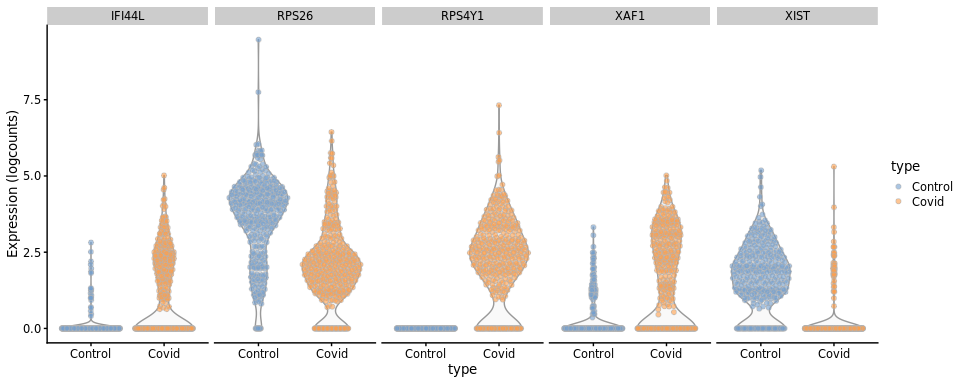 IFI44L RPS26 RPS4Y1 XAF1 XIST
Expression (logcounts)
7.5
5.0
2.5
0.0
Control Covid Control Covid Control Covid Control Covid Control Covid
type
type
Control
Covid